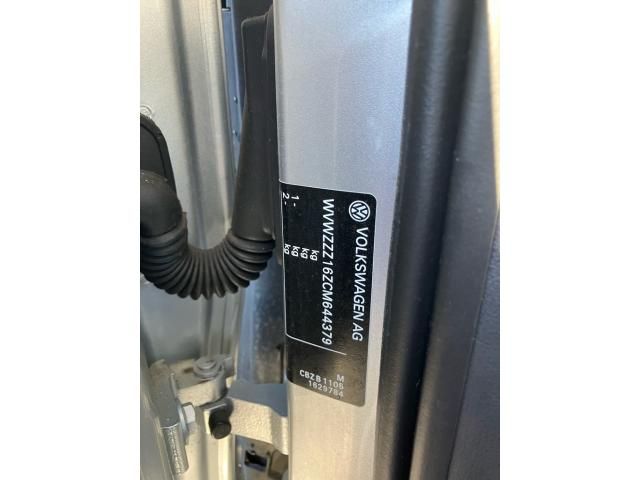 VOLKSWAGEN AG
WVWZZZ16ZCM644379
kg
kg
1 - kg
2 - kg
M
CBZB 1105
1629784